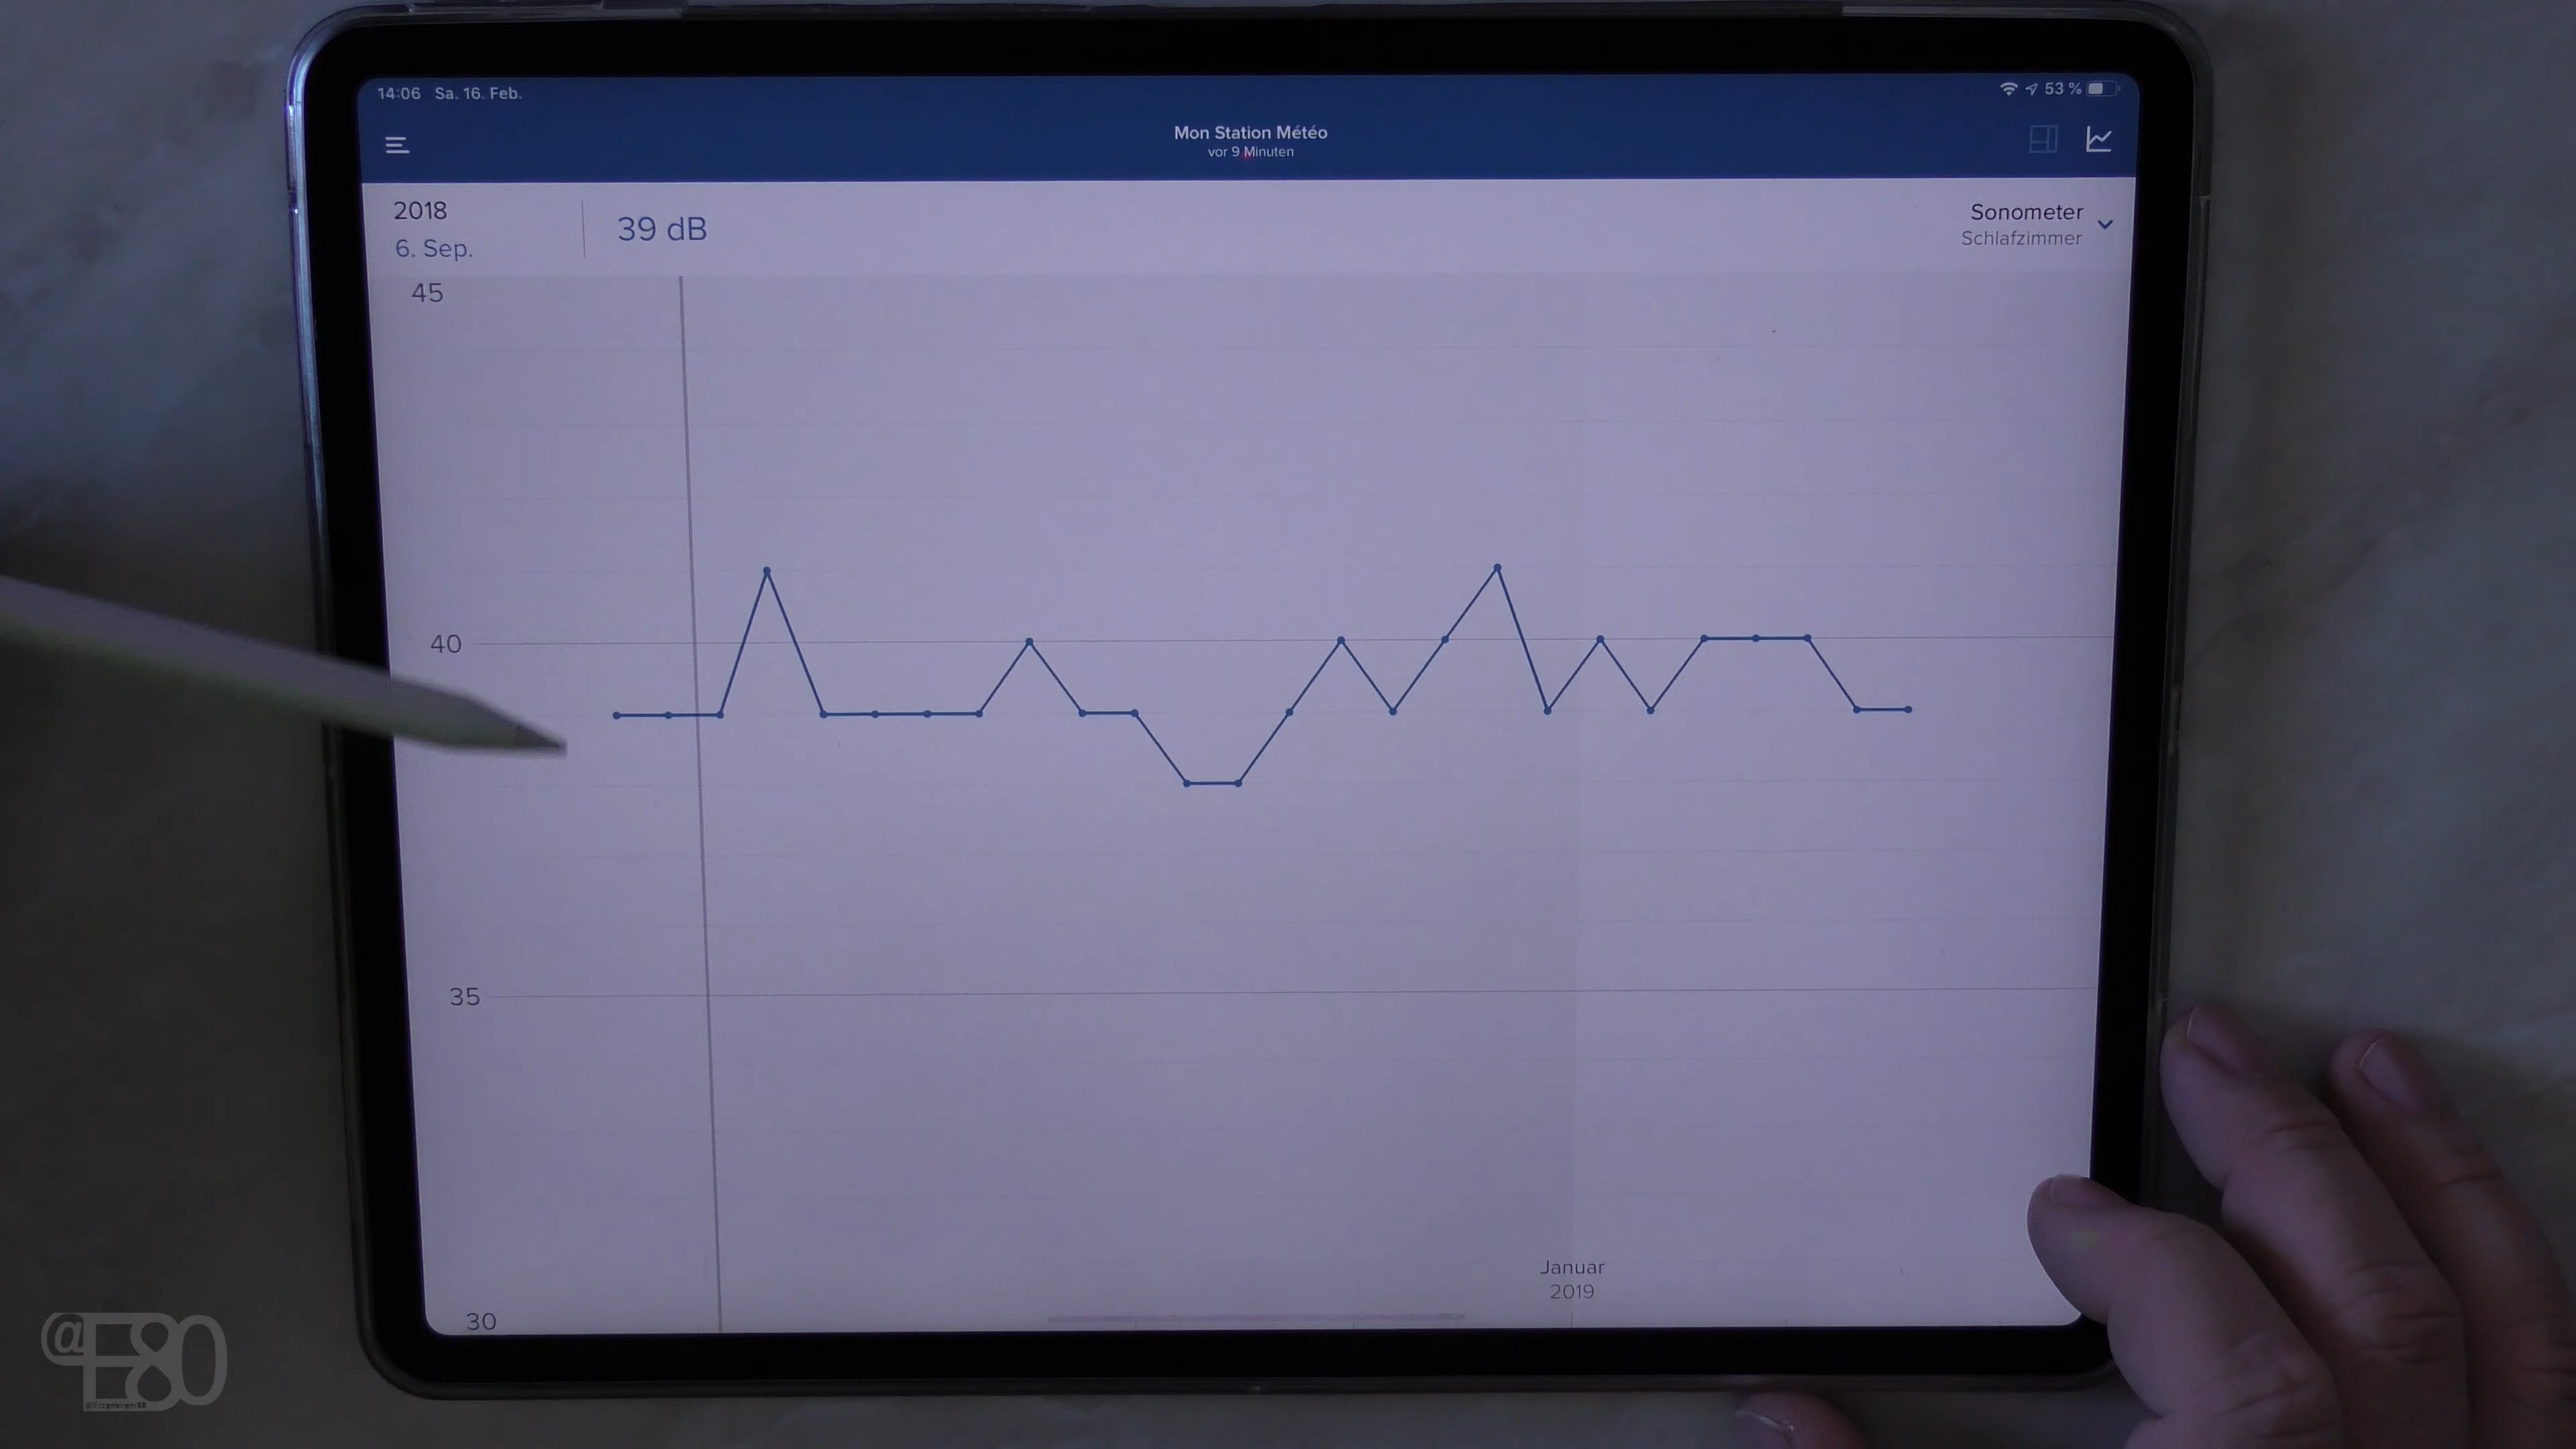 14:06 Sa. 16. Feb.
53 %
Mon Station Météo
vor 9 Minuten
2018
6. Sep.
39 dB
Sonometer
Schlafzimmer
45
40
35
Januar
2019
30
@E80